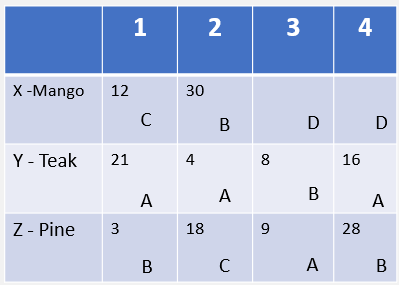 1 2 3 4
X -Mango 12 30
C B D D
Y - Teak 21 4 8 16
A A B A
Z - Pine 3 18 9 28
B C A B